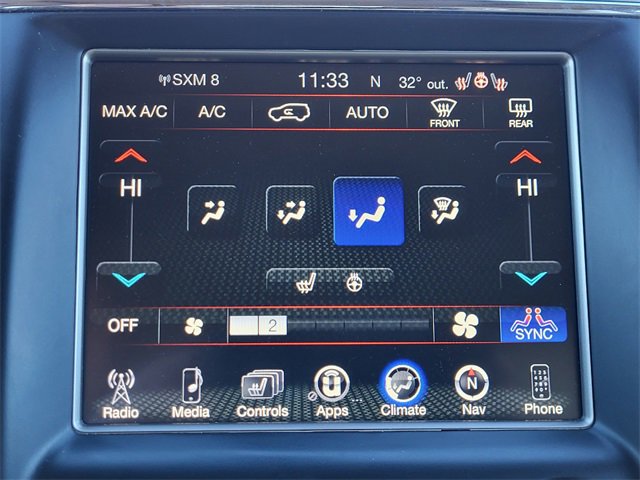 SXM 8 11:33 N 32° out.
MAX A/C A/C AUTO FRONT REAR
HI HI
OFF 2 SYNC
Radio Media Controls Apps Climate Nav Phone
N